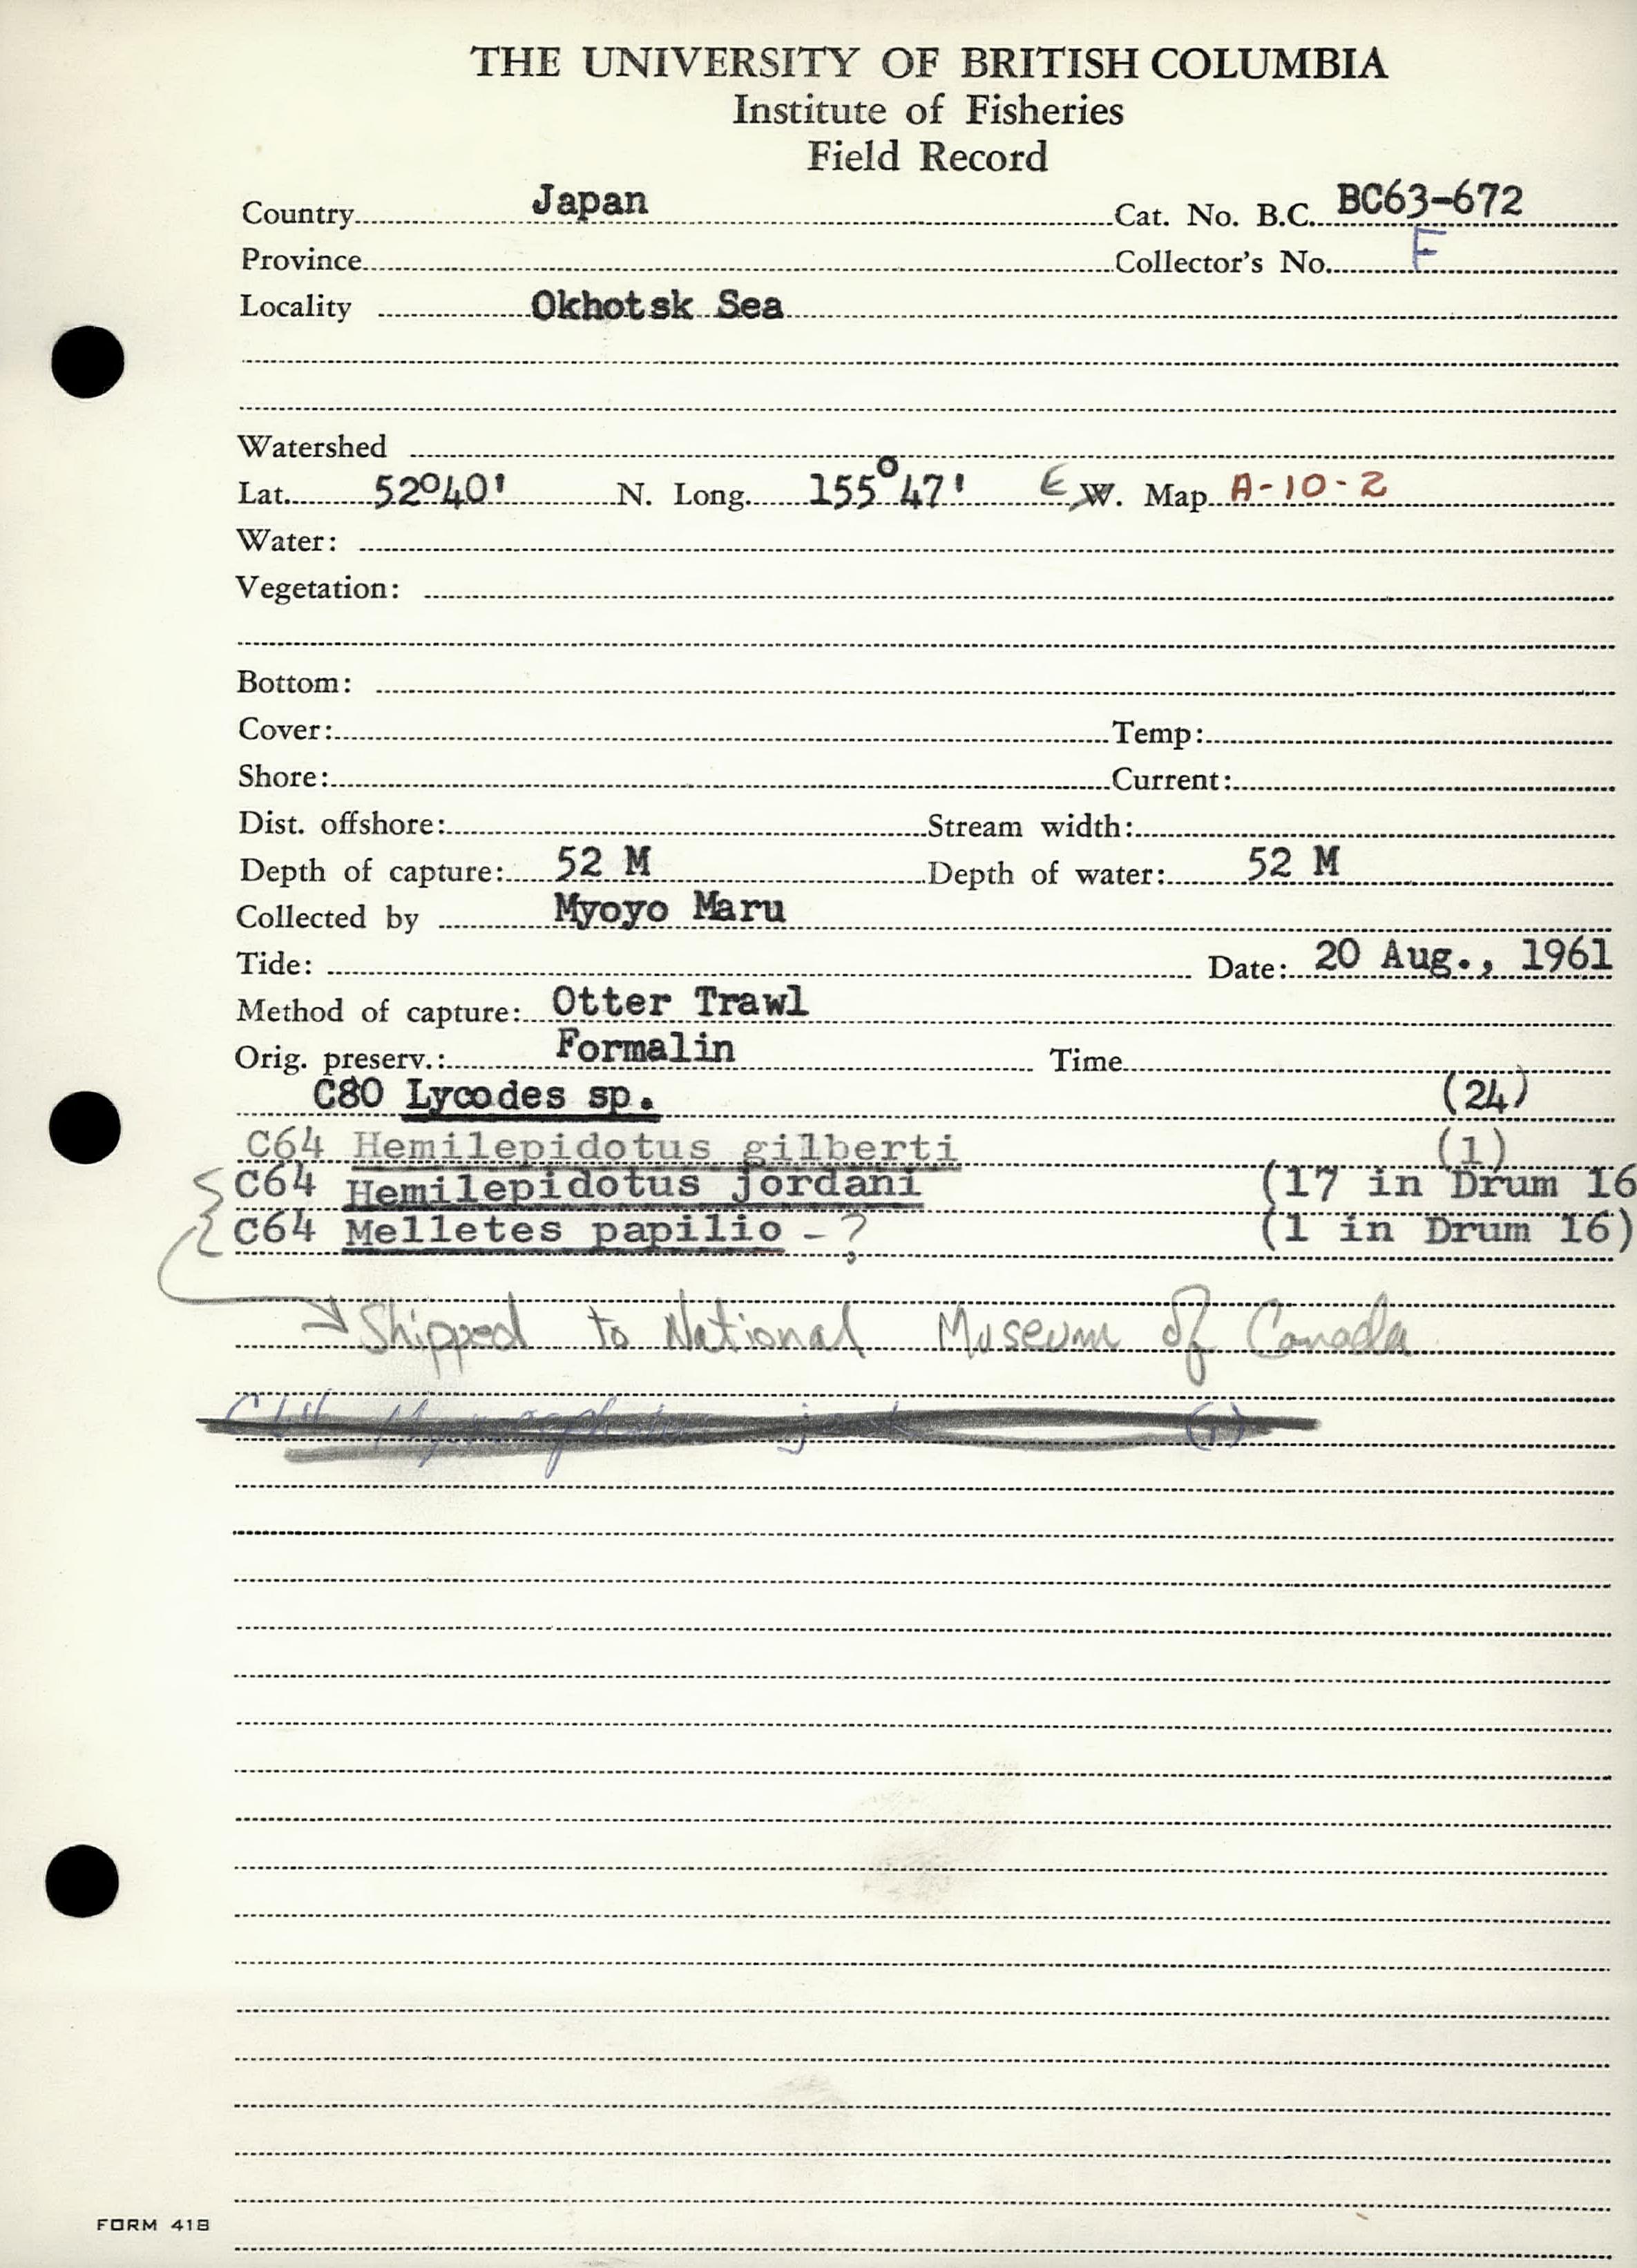 THE UNIVERSITY OF BRITISH COLUMBIA
Institute of Fisheries
Field Record
Country Japan Cat. No. B.C. BC63-672
Province Collector's No. F
Locality Okhotsk Sea
Watershed
Lat. 52°40' N. Long. 155°47' E W. Map A-10-2
Water:
Vegetation:
Bottom:
Cover: Temp:
Shore: Current:
Dist. offshore: Stream width:
Depth of capture: 52 M Depth of water: 52 M
Collected by Myoyo Maru
Tide: Date: 20 Aug., 1961
Method of capture: Otter Trawl
Orig. preserv.: Formalin Time
C80 Lycodes sp. (24)
C64 Hemilepidotus gilberti (1)
C64 Hemilepidotus jordani (17 in Drum 16
C64 Melletes papilio - ? (1 in Drum 16)
Shipped to National Museum of Canada
C64 (1)
FORM 41B